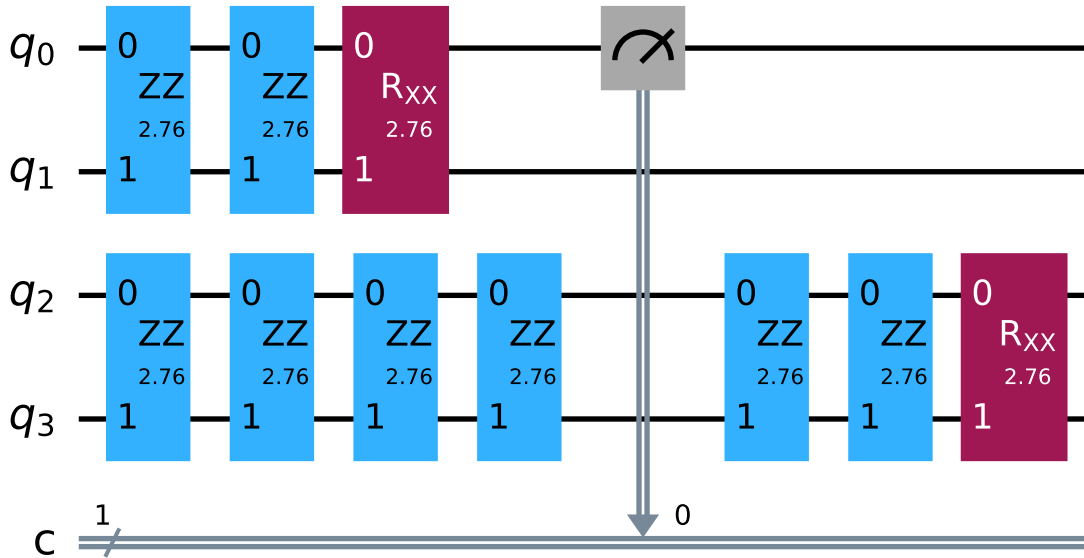 q0 0 0 0
ZZ ZZ RXX
2.76 2.76 2.76
q1 1 1 1
q2 0 0 0 0 0 0 0
ZZ ZZ ZZ ZZ ZZ ZZ RXX
2.76 2.76 2.76 2.76 2.76 2.76 2.76
q3 1 1 1 1 1 1 1
1 0
c